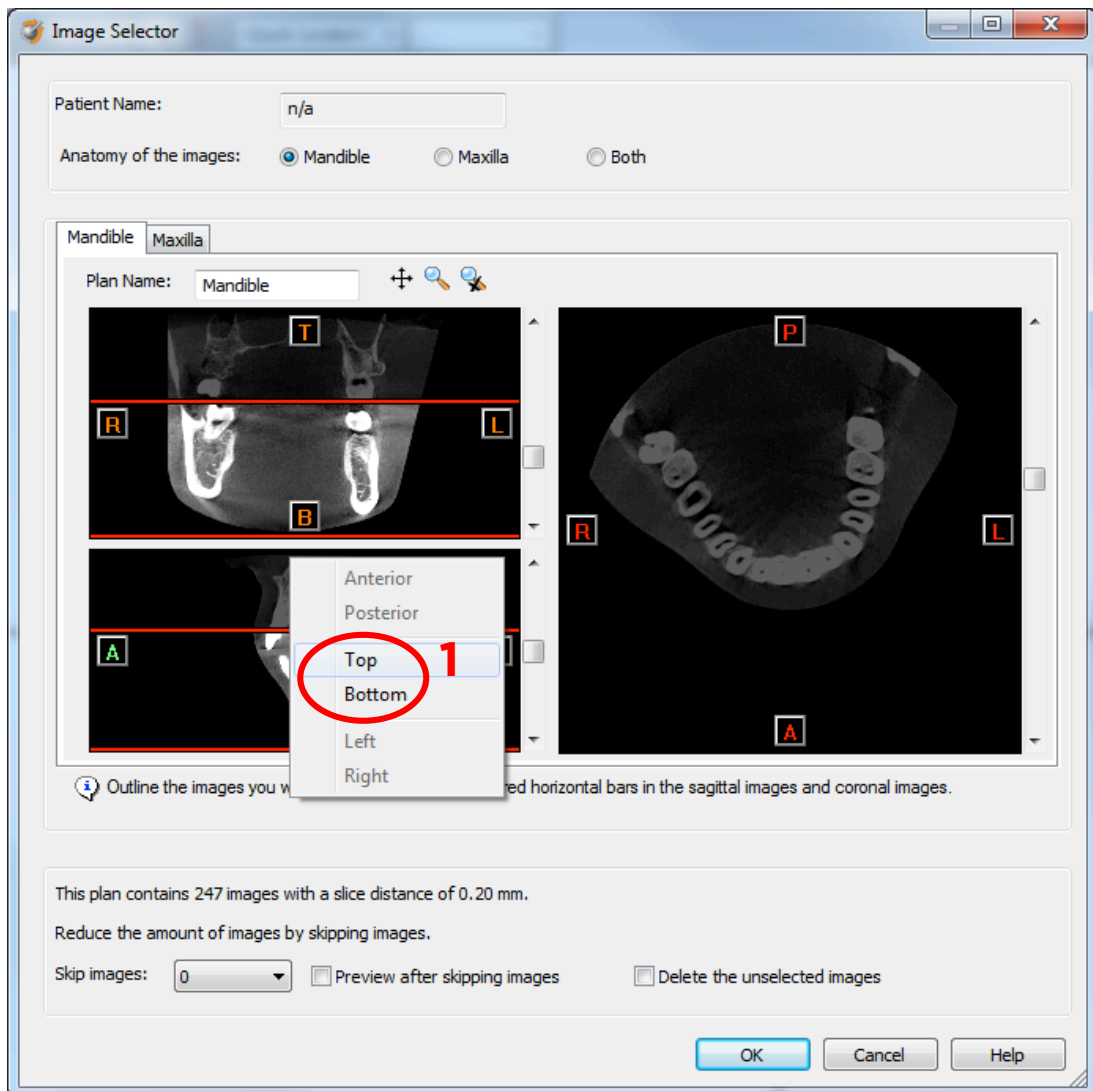 Image Selector
Patient Name: n/a
Anatomy of the images: Mandible Maxilla Both
Mandible Maxilla
Plan Name: Mandible
T
R L
B
P
R L
A
A
Anterior
Posterior
Top 1
Bottom
Left
Right
Outline the images you red horizontal bars in the sagittal images and coronal images.
This plan contains 247 images with a slice distance of 0.20 mm.
Reduce the amount of images by skipping images.
Skip images: 0 Preview after skipping images Delete the unselected images
OK Cancel Help